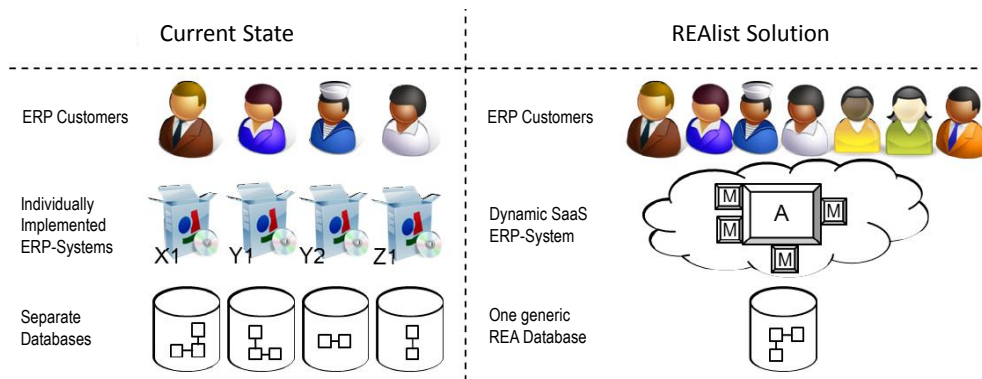 Current State
REAlist Solution
ERP Customers
ERP Customers
Individually
Implemented
ERP-Systems
X1
Y1
Y2
Z1
Dynamic SaaS
ERP-System
M
M
A
M
M
Separate
Databases
One generic
REA Database